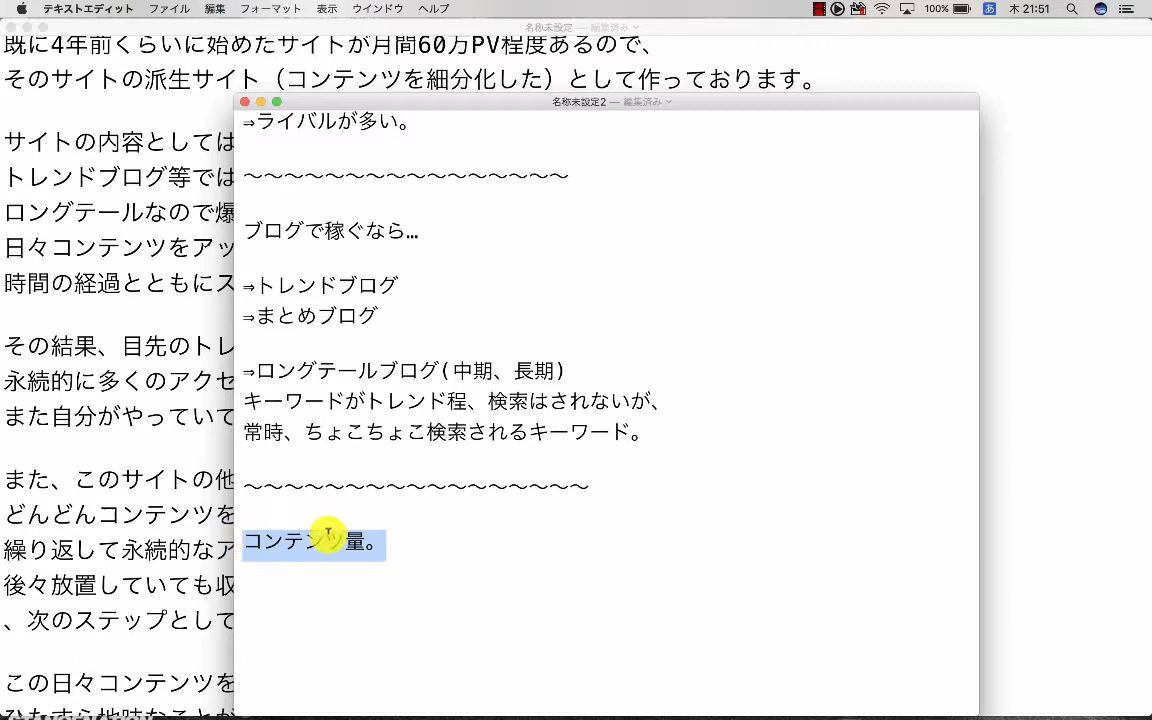 テキストエディット ファイル 編集 フォーマット 表示 ウインドウ ヘルプ 100% あ 木 21:51
名称未設定 — 編集済み
既に4年前くらいに始めたサイトが月間60万PV程度あるので、
そのサイトの派生サイト（コンテンツを細分化した）として作っております。
サイトの内容としては
トレンドブログ等では
ロングテールなので爆
日々コンテンツをアッ
時間の経過とともにス
その結果、目先のトレ
永続的に多くのアクセ
また自分がやっていて
また、このサイトの他
どんどんコンテンツを
繰り返して永続的なア
後々放置していても収
、次のステップとして
この日々コンテンツを
名称未設定2 — 編集済み
⇒ライバルが多い。
〜〜〜〜〜〜〜〜〜〜〜〜〜〜〜〜
ブログで稼ぐなら…
⇒トレンドブログ
⇒まとめブログ
⇒ロングテールブログ(中期、長期)
キーワードがトレンド程、検索はされないが、
常時、ちょこちょこ検索されるキーワード。
〜〜〜〜〜〜〜〜〜〜〜〜〜〜〜〜〜
コンテンツ量。